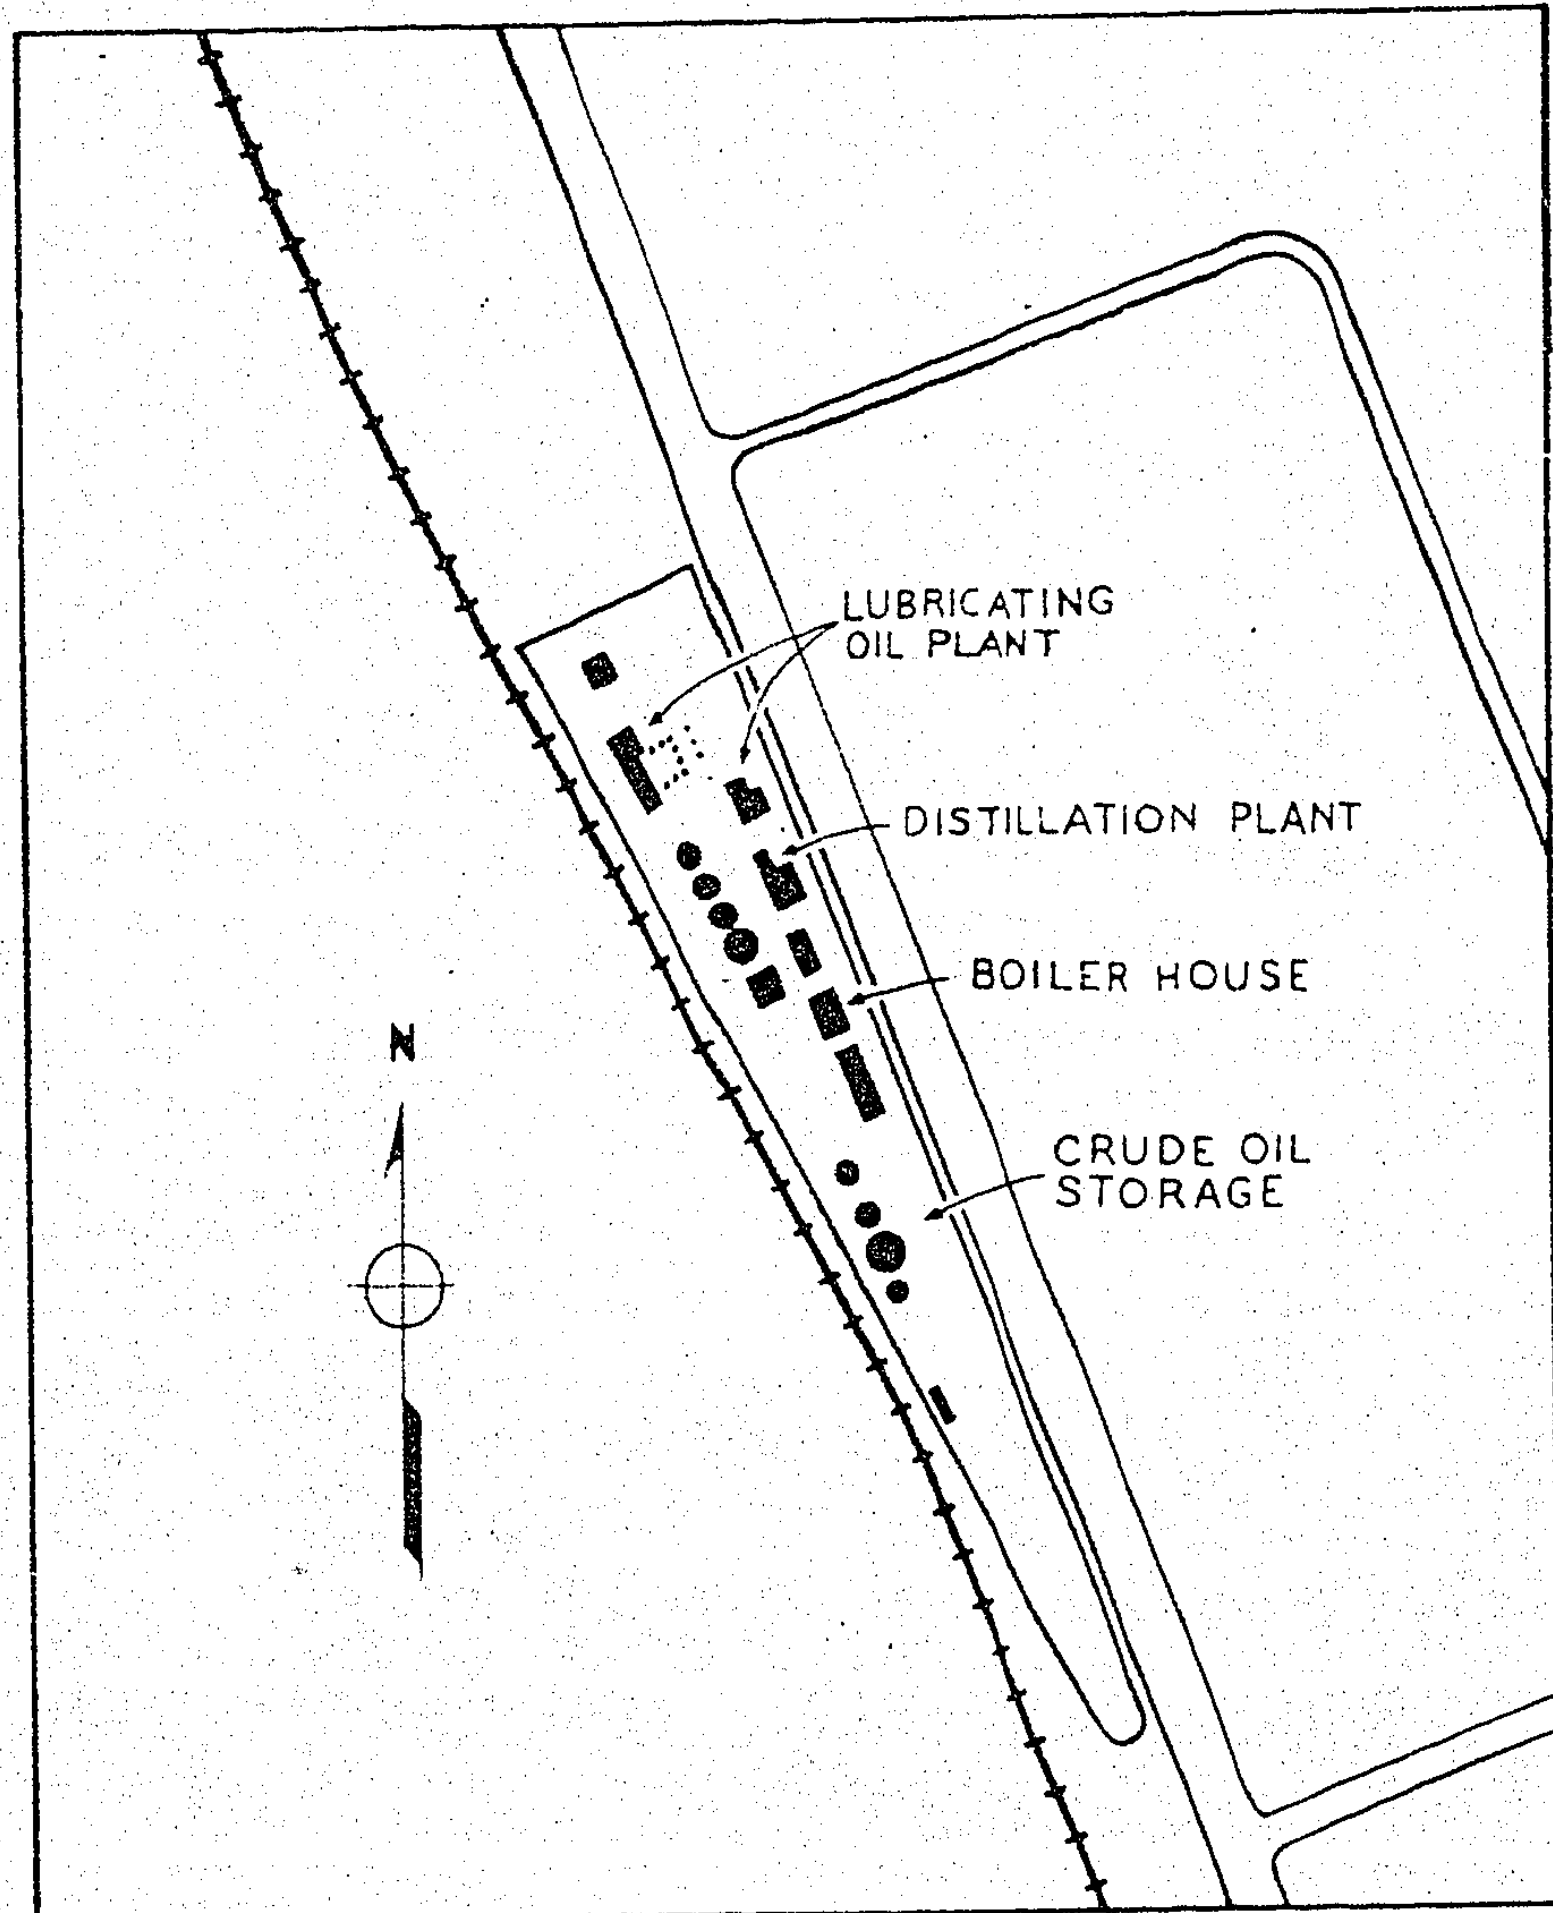 LUBRICATING
OIL PLANT
DISTILLATION PLANT
BOILER HOUSE
N
CRUDE OIL
STORAGE